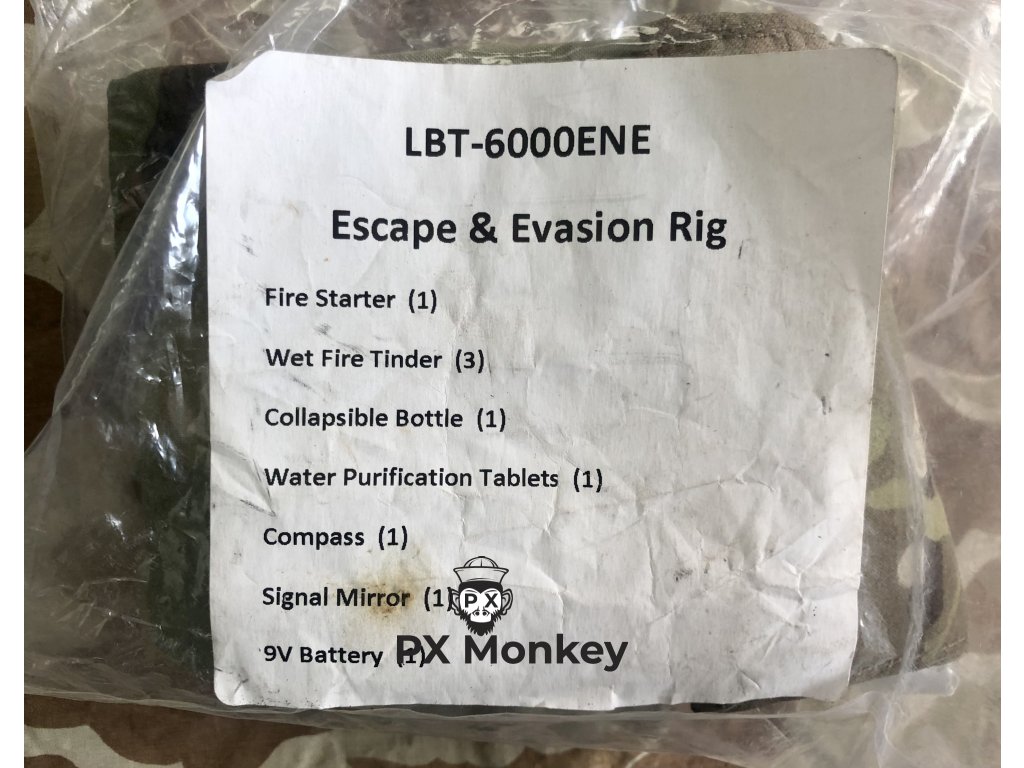 LBT-6000ENE
Escape & Evasion Rig
Fire Starter (1)
Wet Fire Tinder (3)
Collapsible Bottle (1)
Water Purification Tablets (1)
Compass (1)
Signal Mirror (1)
PX
9V Battery (1)
PX Monkey